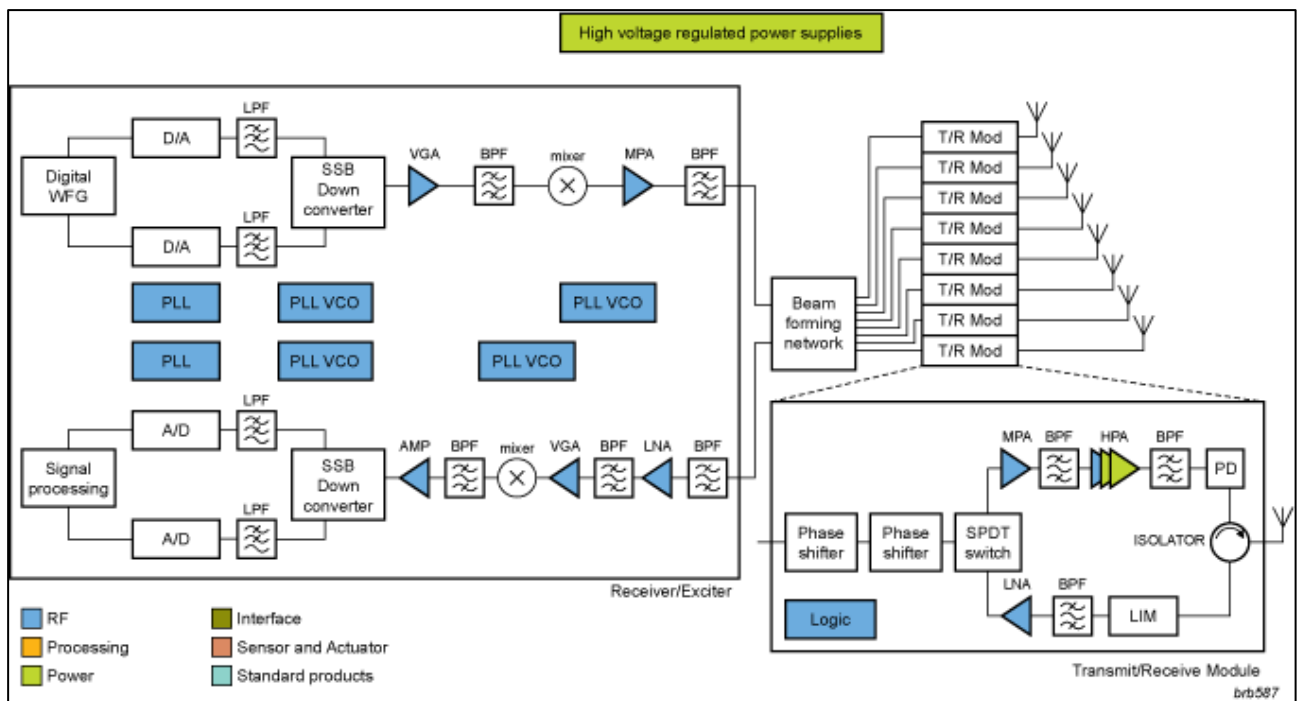 High voltage regulated power supplies
LPF
D/A
Digital
WFG
D/A
LPF
SSB
Down
converter
VGA
BPF
mixer
MPA
BPF
PLL
PLL VCO
PLL VCO
PLL
PLL VCO
PLL VCO
LPF
A/D
Signal
processing
A/D
LPF
SSB
Down
converter
AMP
BPF
mixer
VGA
BPF
LNA
BPF
Receiver/Exciter
Beam
forming
network
T/R Mod
T/R Mod
T/R Mod
T/R Mod
T/R Mod
T/R Mod
T/R Mod
T/R Mod
MPA
BPF
HPA
BPF
PD
Phase
shifter
Phase
shifter
SPDT
switch
ISOLATOR
LNA
BPF
LIM
Logic
Transmit/Receive Module
brb587
RF
Processing
Power
Interface
Sensor and Actuator
Standard products